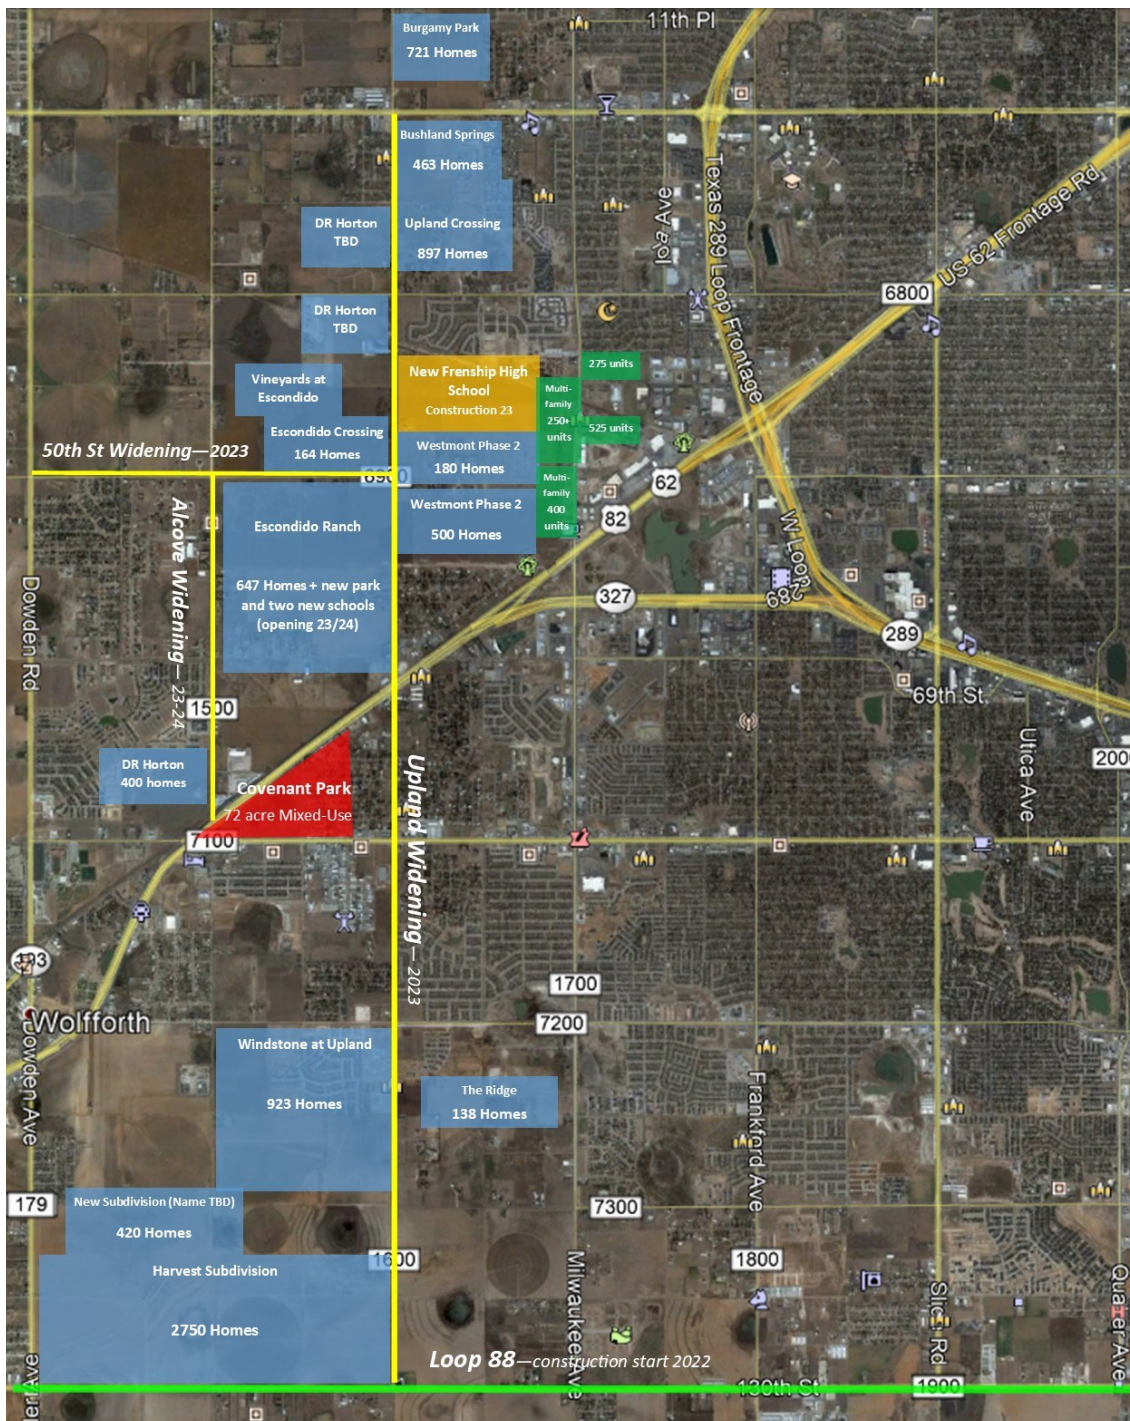 Burgamy Park
721 Homes
11th Pl
Bushland Springs
463 Homes
Upland Crossing
897 Homes
DR Horton
TBD
Iola Ave
Texas 289 Loop Frontage
US-62 Frontage Rd
6800
DR Horton
TBD
New Frenship High
School
Construction 23
275 units
Multi-
family
250+
units
525 units
Vineyards at
Escondido
Escondido Crossing
164 Homes
Westmont Phase 2
180 Homes
50th St Widening—2023
6900
62
82
Multi-
family
400
units
Westmont Phase 2
500 Homes
Alcove Widening— 23-24
Escondido Ranch
647 Homes + new park
and two new schools
(opening 23/24)
W Loop 289
327
289
Dowden Rd
69th St
1500
Utica Ave
2000
DR Horton
400 homes
Covenant Park
72 acre Mixed-Use
Upland Widening— 2023
7100
193
1700
7200
Wolfforth
Dowden Ave
Windstone at Upland
923 Homes
The Ridge
138 Homes
Frankford Ave
179
New Subdivision (Name TBD)
420 Homes
7300
1600
1800
Harvest Subdivision
2750 Homes
Milwaukee Ave
Slide Rd
Quaker Ave
Loop 88—construction start 2022
130th St
1900